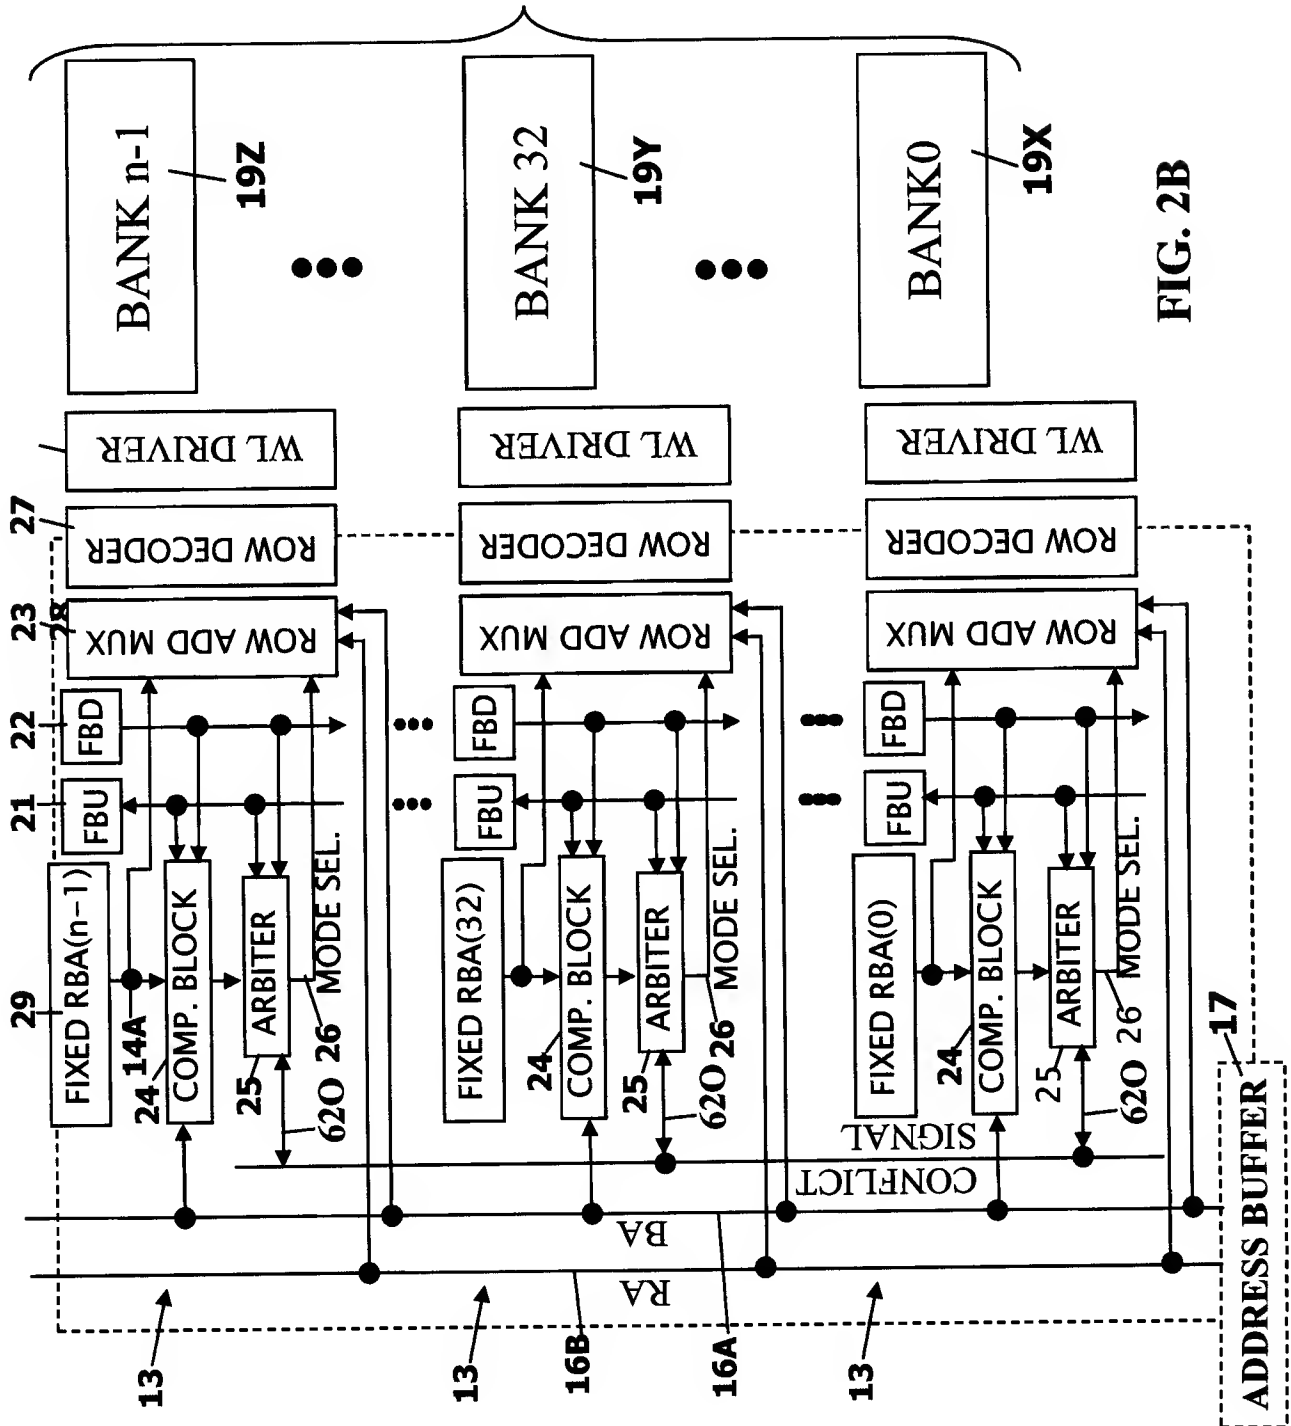 29
21
22
23
28
27
FIXED RBA(n-1)
FBU
FBD
ROW ADD MUX
ROW DECODER
WL DRIVER
BANK n-1
19Z
13
14A
24
COMP. BLOCK
25
ARBITER
620
26
MODE SEL.
13
FIXED RBA(32)
FBU
FBD
ROW ADD MUX
ROW DECODER
WL DRIVER
BANK 32
19Y
24
COMP. BLOCK
25
ARBITER
620
26
MODE SEL.
16B
RA
16A
BA
CONFLICT
SIGNAL
13
FIXED RBA(0)
FBU
FBD
ROW ADD MUX
ROW DECODER
WL DRIVER
BANK0
19X
24
COMP. BLOCK
25
ARBITER
620
26
MODE SEL.
17
ADDRESS BUFFER
FIG. 2B